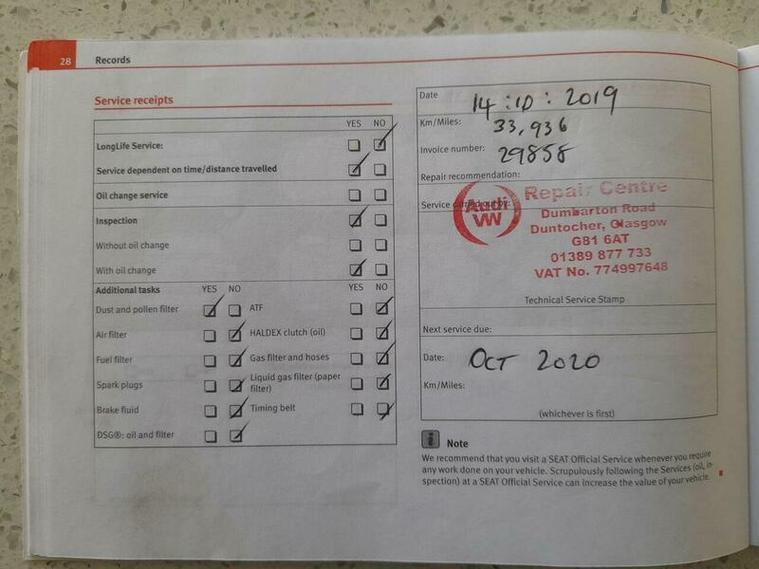 28 Records
Service receipts
YES NO
LongLife Service:
Service dependent on time/distance travelled
Oil change service
Inspection
Without oil change
With oil change
Additional tasks YES NO YES NO
Dust and pollen filter ATF
Air filter HALDEX clutch (oil)
Fuel filter Gas filter and hoses
Spark plugs Liquid gas filter (paper filter)
Brake fluid Timing belt
DSG®: oil and filter
Date 14:10:2019
Km/Miles: 33,936
Invoice number: 29858
Repair recommendation:
Service carried out by:
Audi
VW
Repair Centre
Dumbarton Road
Duntocher, Glasgow
G81 6AT
01389 877 733
VAT No. 774997648
Technical Service Stamp
Next service due:
Date: OCT 2020
Km/Miles:
(whichever is first)
i Note
We recommend that you visit a SEAT Official Service whenever you require
any work done on your vehicle. Scrupulously following the Services (oil, in-
spection) at a SEAT Official Service can increase the value of your vehicle.